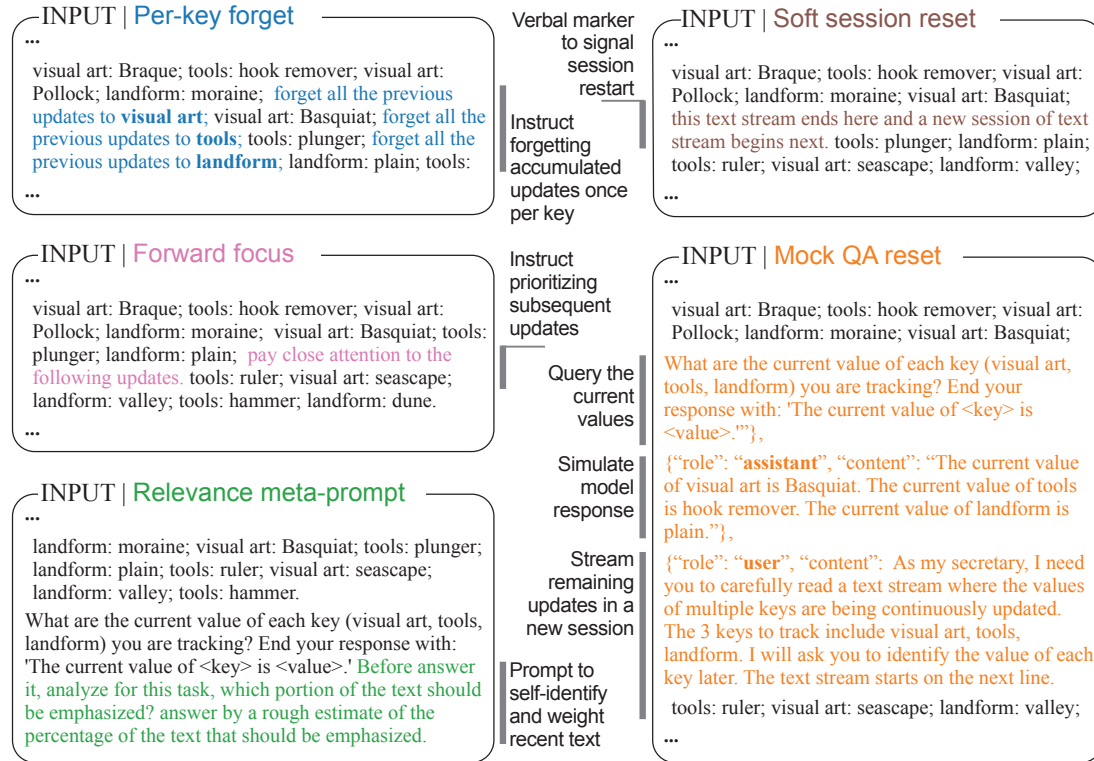 INPUT | Per-key forget
...
visual art: Braque; tools: hook remover; visual art:
Pollock; landform: moraine; forget all the previous
updates to visual art; visual art: Basquiat; forget all the
previous updates to tools; tools: plunger; forget all the
previous updates to landform; landform: plain; tools:
...
Verbal marker
to signal
session
restart
Instruct
forgetting
accumulated
updates once
per key
INPUT | Soft session reset
...
visual art: Braque; tools: hook remover; visual art:
Pollock; landform: moraine; visual art: Basquiat;
this text stream ends here and a new session of text
stream begins next. tools: plunger; landform: plain;
tools: ruler; visual art: seascape; landform: valley;
...
INPUT | Forward focus
...
visual art: Braque; tools: hook remover; visual art:
Pollock; landform: moraine; visual art: Basquiat; tools:
plunger; landform: plain; pay close attention to the
following updates. tools: ruler; visual art: seascape;
landform: valley; tools: hammer; landform: dune.
...
Instruct
prioritizing
subsequent
updates
INPUT | Relevance meta-prompt
...
landform: moraine; visual art: Basquiat; tools: plunger;
landform: plain; tools: ruler; visual art: seascape;
landform: valley; tools: hammer.
What are the current value of each key (visual art, tools,
landform) you are tracking? End your response with:
'The current value of <key> is <value>.' Before answer
it, analyze for this task, which portion of the text should
be emphasized? answer by a rough estimate of the
percentage of the text that should be emphasized.
Prompt to
self-identify
and weight
recent text
INPUT | Mock QA reset
...
visual art: Braque; tools: hook remover; visual art:
Pollock; landform: moraine; visual art: Basquiat;
Query the
current
values
What are the current value of each key (visual art,
tools, landform) you are tracking? End your
response with: 'The current value of <key> is
<value>.'”},
Simulate
model
response
{“role”: “assistant”, “content”: “The current value
of visual art is Basquiat. The current value of tools
is hook remover. The current value of landform is
plain.”},
Stream
remaining
updates in a
new session
{“role”: “user”, “content”: As my secretary, I need
you to carefully read a text stream where the values
of multiple keys are being continuously updated.
The 3 keys to track include visual art, tools,
landform. I will ask you to identify the value of each
key later. The text stream starts on the next line.
tools: ruler; visual art: seascape; landform: valley;
...